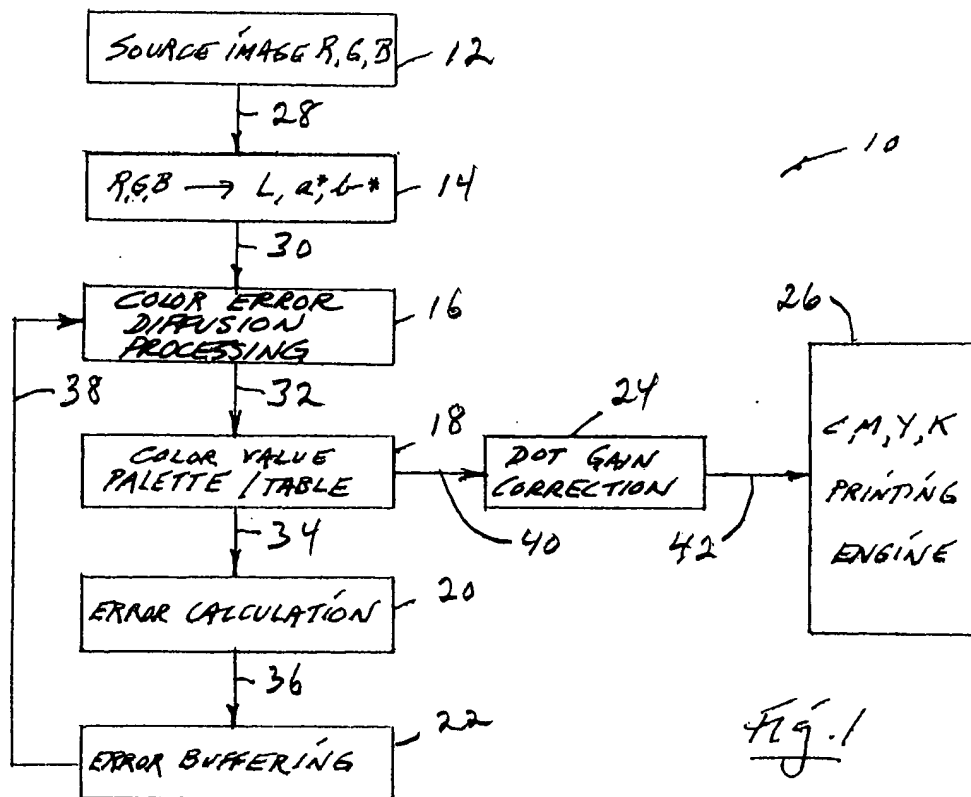 SOURCE IMAGE R, G, B
12
28
10
R,G,B → L, a*, b*
14
30
COLOR ERROR
DIFFUSION
PROCESSING
16
26
38
32
24
18
COLOR VALUE
PALETTE / TABLE
DOT GAIN
CORRECTION
C, M, Y, K
PRINTING
ENGINE
34
40
42
ERROR CALCULATION
20
36
22
ERROR BUFFERING
Fig. 1